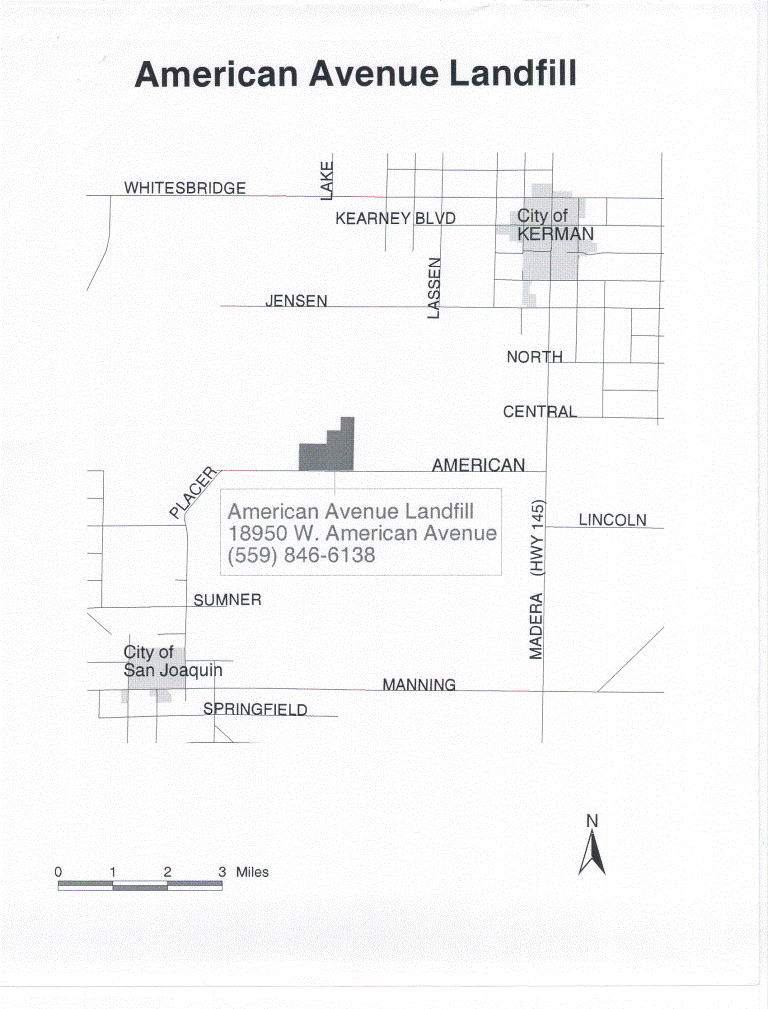 American Avenue Landfill
LAKE
WHITESBRIDGE
KEARNEY BLVD
City of
KERMAN
LASSEN
JENSEN
NORTH
CENTRAL
AMERICAN
PLACER
American Avenue Landfill
18950 W. American Avenue
(559) 846-6138
LINCOLN
MADERA (HWY 145)
SUMNER
City of
San Joaquin
MANNING
SPRINGFIELD
N
0 1 2 3 Miles